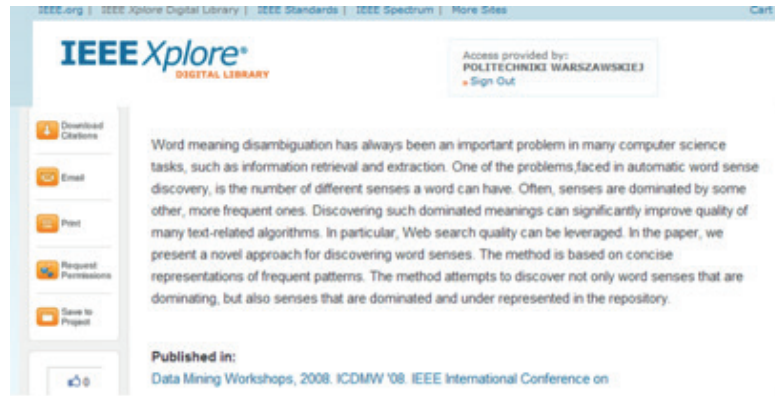 IEEE.org | IEEE Xplore Digital Library | IEEE Standards | IEEE Spectrum | More Sites
Cart
IEEE Xplore®
DIGITAL LIBRARY
Access provided by:
POLITECHNIKI WARSZAWSKIEJ
Sign Out
Download
Citations
Email
Print
Request
Permissions
Save to
Project
0
Word meaning disambiguation has always been an important problem in many computer science
tasks, such as information retrieval and extraction. One of the problems,faced in automatic word sense
discovery, is the number of different senses a word can have. Often, senses are dominated by some
other, more frequent ones. Discovering such dominated meanings can significantly improve quality of
many text-related algorithms. In particular, Web search quality can be leveraged. In the paper, we
present a novel approach for discovering word senses. The method is based on concise
representations of frequent patterns. The method attempts to discover not only word senses that are
dominating, but also senses that are dominated and under represented in the repository.
Published in:
Data Mining Workshops, 2008. ICDMW '08. IEEE International Conference on